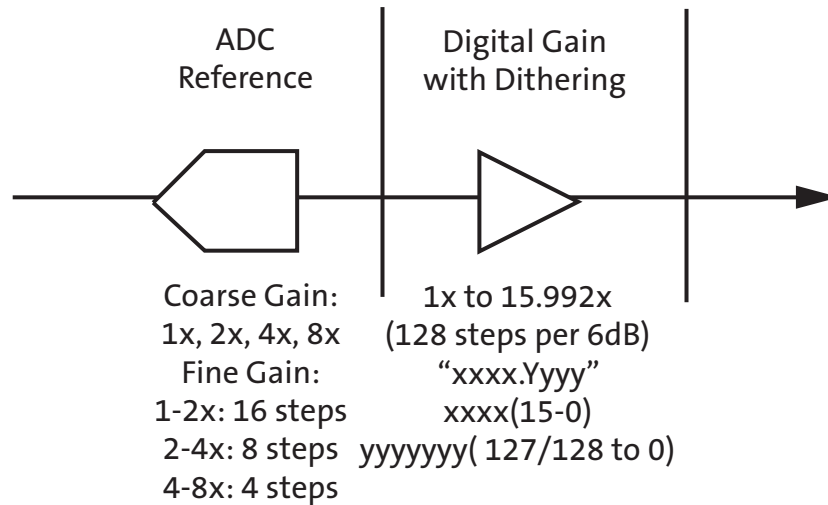 ADC
Reference
Digital Gain
with Dithering
Coarse Gain:
1x, 2x, 4x, 8x
Fine Gain:
1-2x: 16 steps
2-4x: 8 steps
4-8x: 4 steps
1x to 15.992x
(128 steps per 6dB)
“xxxx.Yyyy”
xxxx(15-0)
yyyyyyy( 127/128 to 0)